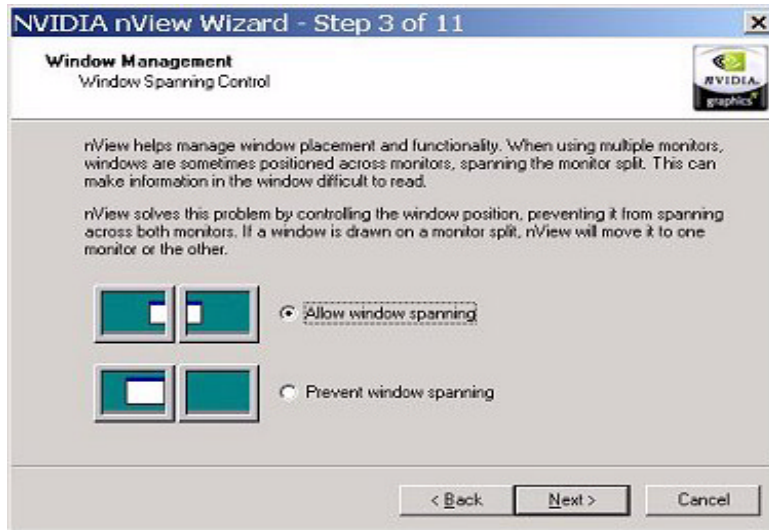 NVIDIA nView Wizard - Step 3 of 11
Window Management
Window Spanning Control
NVIDIA.
graphics
nView helps manage window placement and functionality. When using multiple monitors,
windows are sometimes positioned across monitors, spanning the monitor split. This can
make information in the window difficult to read.
nView solves this problem by controlling the window position, preventing it from spanning
across both monitors. If a window is drawn on a monitor split, nView will move it to one
monitor or the other.
Allow window spanning
Prevent window spanning
< Back Next > Cancel